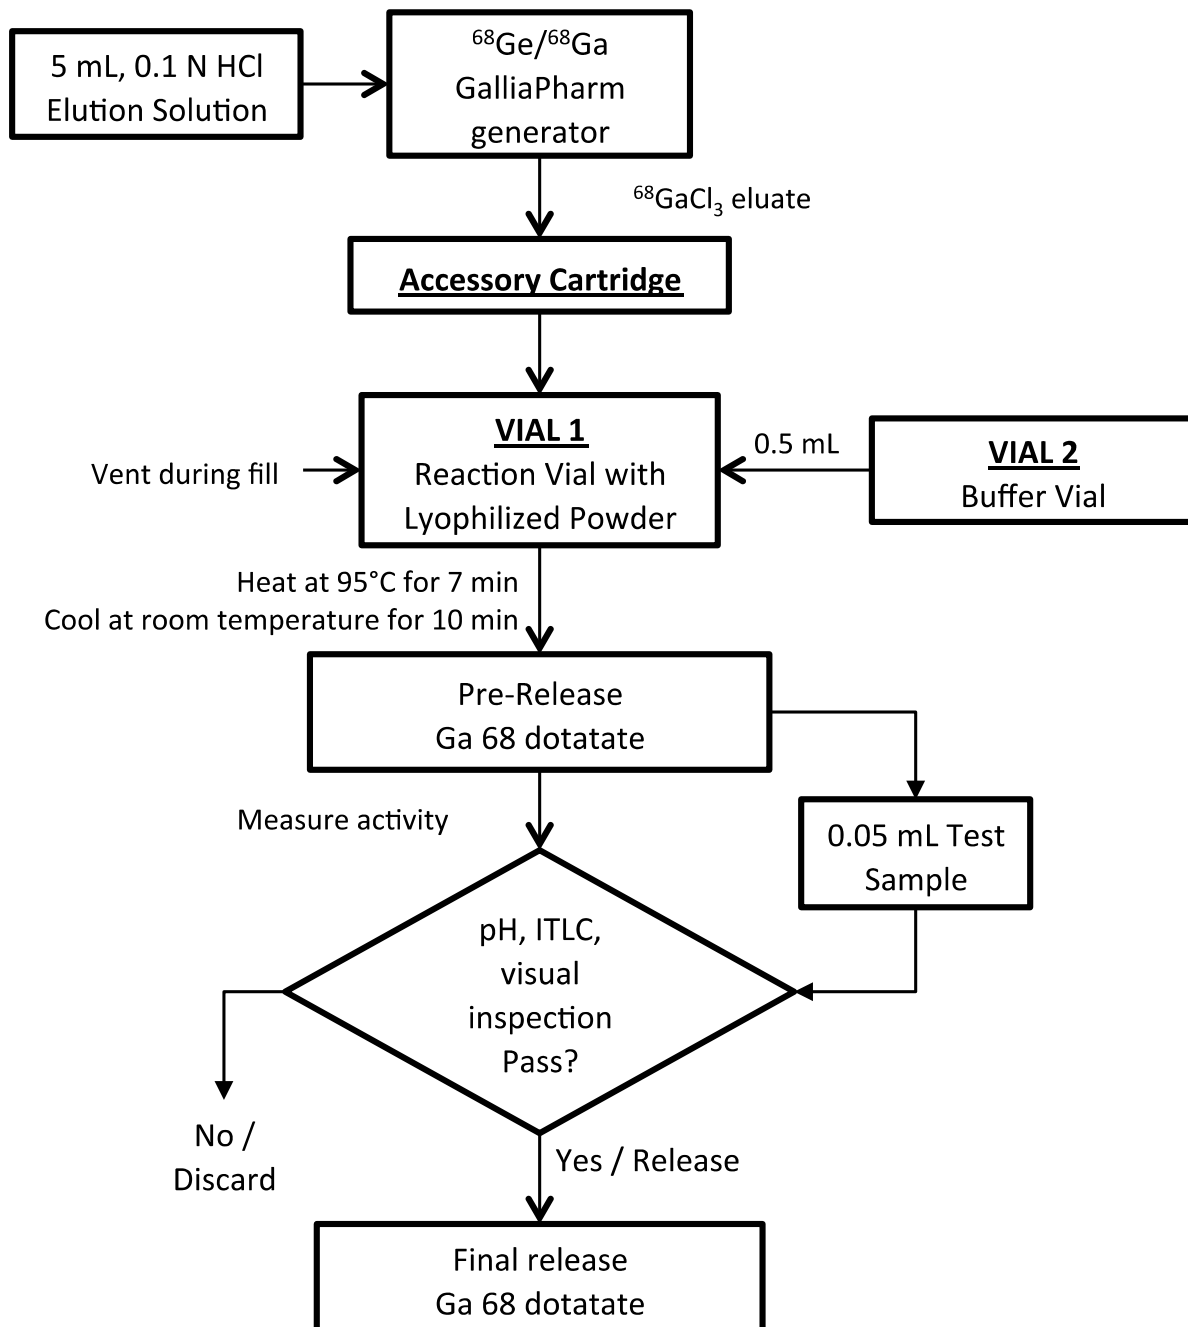 5 mL, 0.1 N HCl
Elution Solution
⁶⁸Ge/⁶⁸Ga
GalliaPharm
generator
⁶⁸GaCl₃ eluate
Accessory Cartridge
VIAL 1
Reaction Vial with
Lyophilized Powder
Vent during fill
0.5 mL
VIAL 2
Buffer Vial
Heat at 95°C for 7 min
Cool at room temperature for 10 min
Pre-Release
Ga 68 dotatate
Measure activity
0.05 mL Test
Sample
pH, ITLC,
visual
inspection
Pass?
No /
Discard
Yes / Release
Final release
Ga 68 dotatate